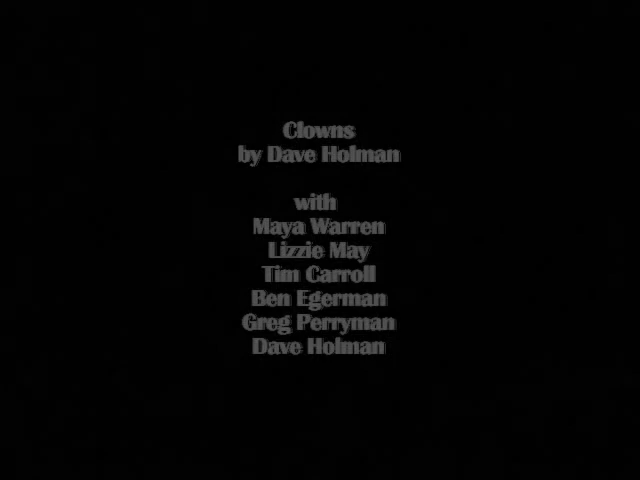 Clowns
by Dave Holman
with
Maya Warren
Lizzie May
Tim Carroll
Ben Egerman
Greg Perryman
Dave Holman